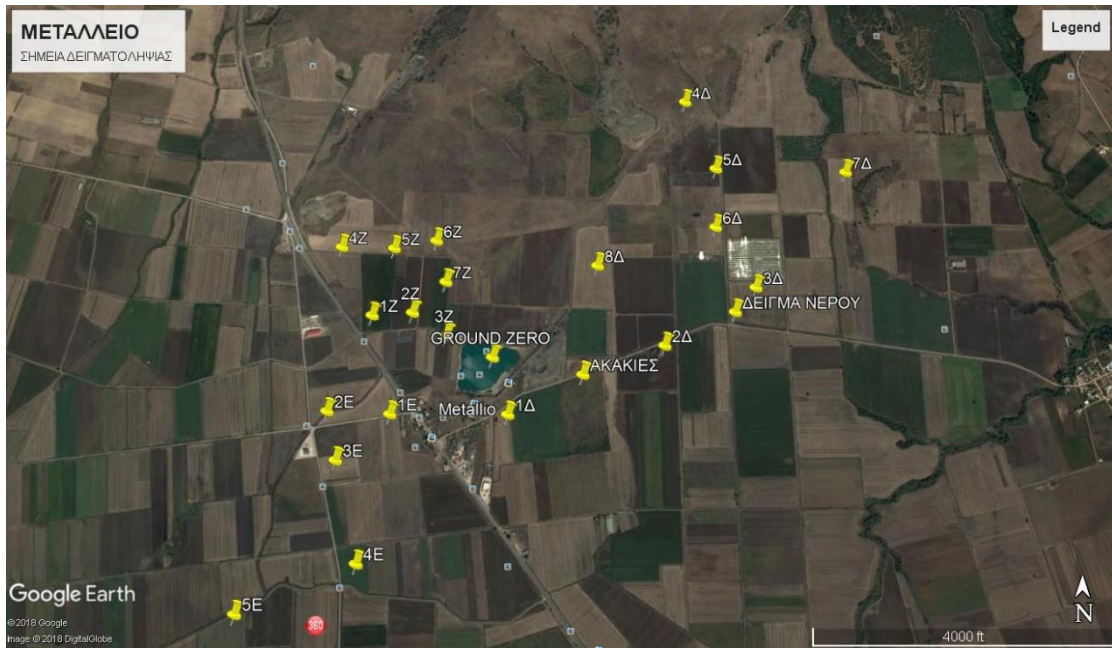 ΜΕΤΑΛΛΕΙΟ
ΣΗΜΕΙΑ ΔΕΙΓΜΑΤΟΛΗΨΙΑΣ
Legend
4Δ
5Δ
7Δ
6Δ
4Ζ
5Ζ
6Ζ
8Δ
7Ζ
3Δ
1Ζ
2Ζ
ΔΕΙΓΜΑ ΝΕΡΟΥ
3Ζ
GROUND ZERO
2Δ
ΑΚΑΚΙΕΣ
2Ε
1Ε
Metallio
1Δ
3Ε
4Ε
5Ε
360
Google Earth
©2018 Google
Image © 2018 DigitalGlobe
N
4000 ft